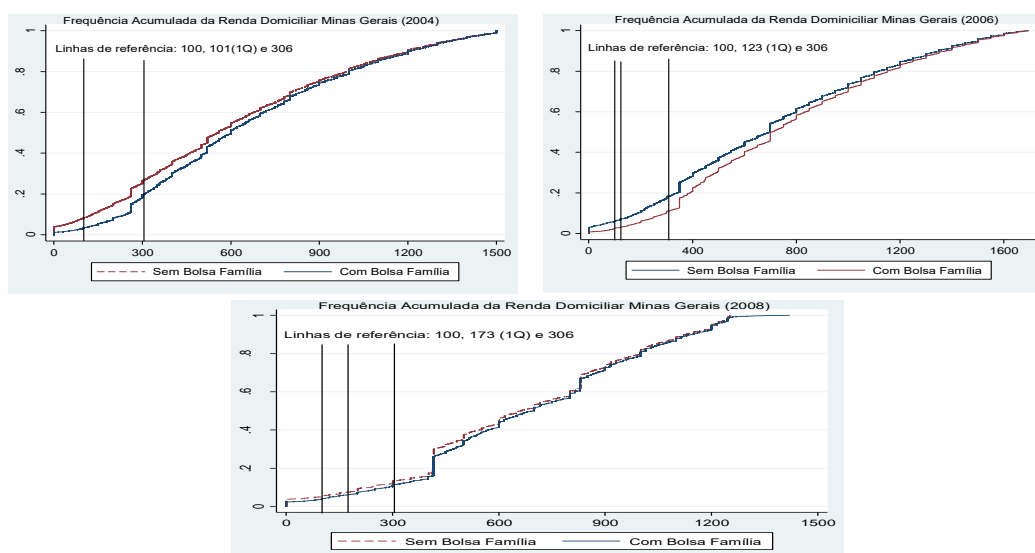 Frequência Acumulada da Renda Domiciliar Minas Gerais (2004)
Linhas de referência: 100, 101(1Q) e 306
1
.8
.6
.4
.2
0
0 300 600 900 1200 1500
Sem Bolsa Família Com Bolsa Família
Frequência Acumulada da Renda Dominiciliar Minas Gerais (2006)
Linhas de referência: 100, 123 (1Q) e 306
1
.8
.6
.4
.2
0
0 400 800 1200 1600
Sem Bolsa Família Com Bolsa Família
Frequência Acumulada da Renda Domiciliar Minas Gerais (2008)
Linhas de referência: 100, 173 (1Q) e 306
1
.8
.6
.4
.2
0
0 300 600 900 1200 1500
Sem Bolsa Família Com Bolsa Família